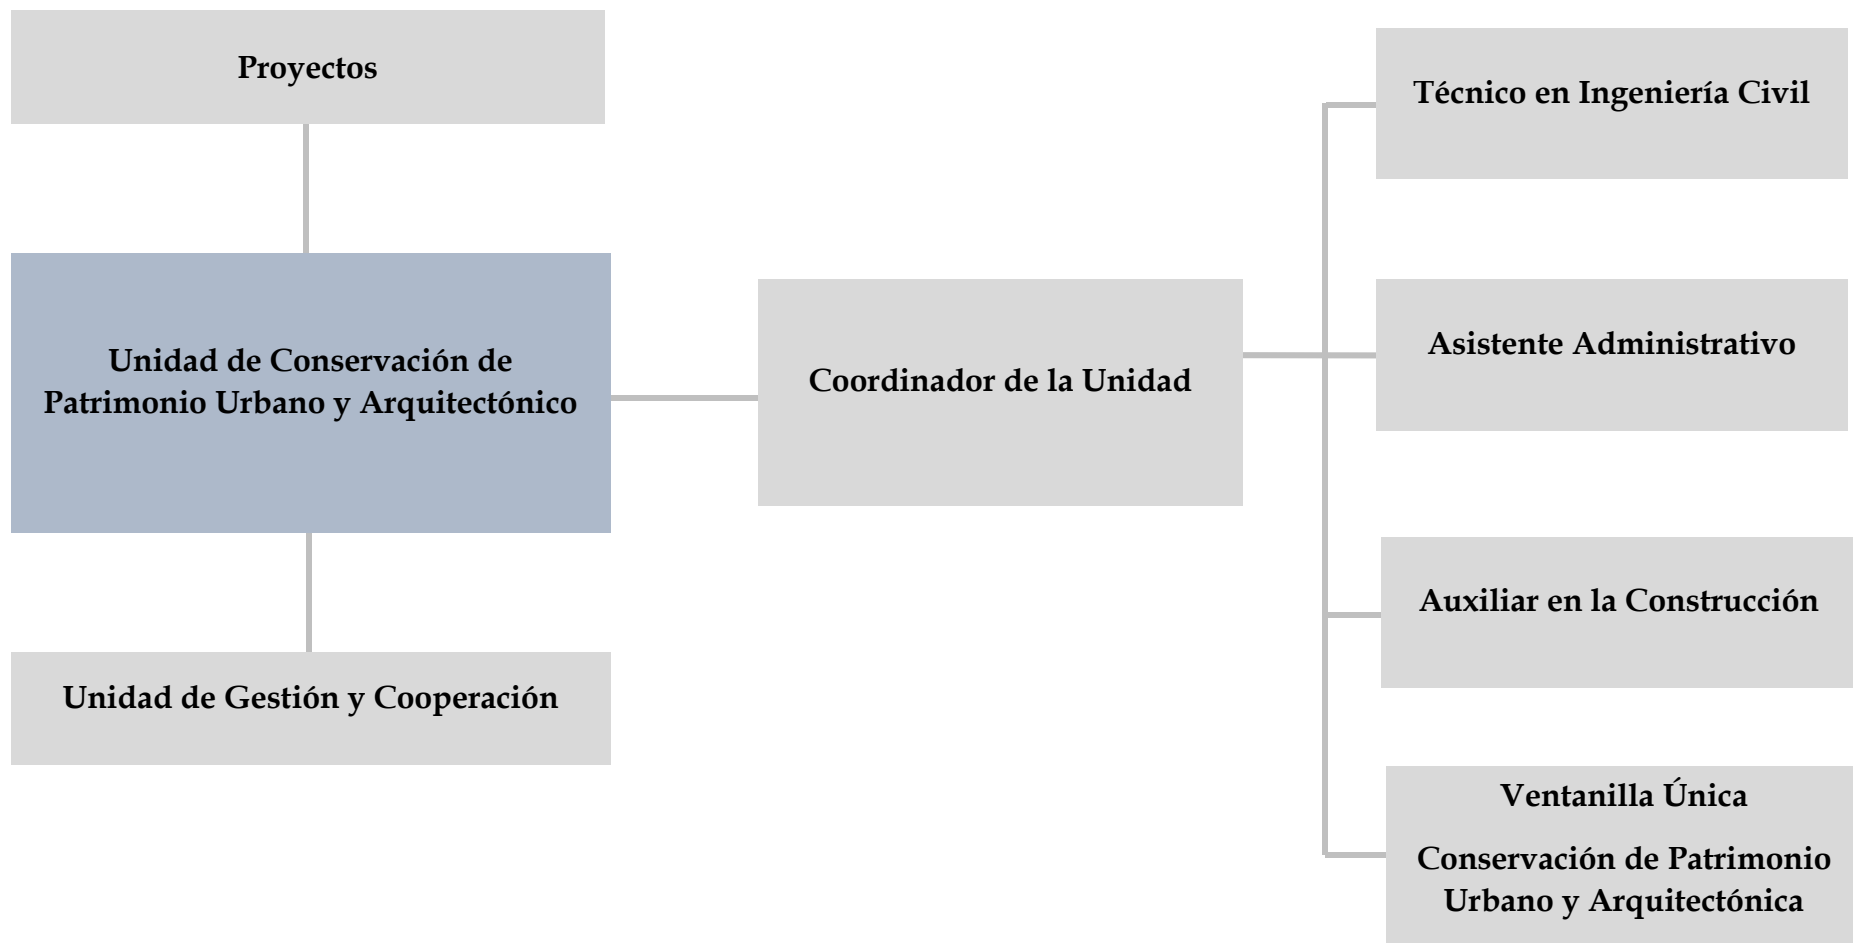 Proyectos
Unidad de Conservación de
Patrimonio Urbano y Arquitectónico
Unidad de Gestión y Cooperación
Coordinador de la Unidad
Técnico en Ingeniería Civil
Asistente Administrativo
Auxiliar en la Construcción
Ventanilla Única
Conservación de Patrimonio
Urbano y Arquitectónica